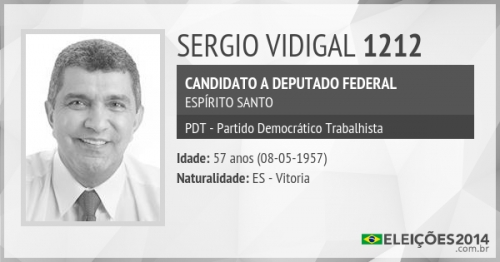 SERGIO VIDIGAL 1212
CANDIDATO A DEPUTADO FEDERAL
ESPÍRITO SANTO
PDT - Partido Democrático Trabalhista
Idade: 57 anos (08-05-1957)
Naturalidade: ES - Vitoria
ELEIÇÕES2014
.com.br